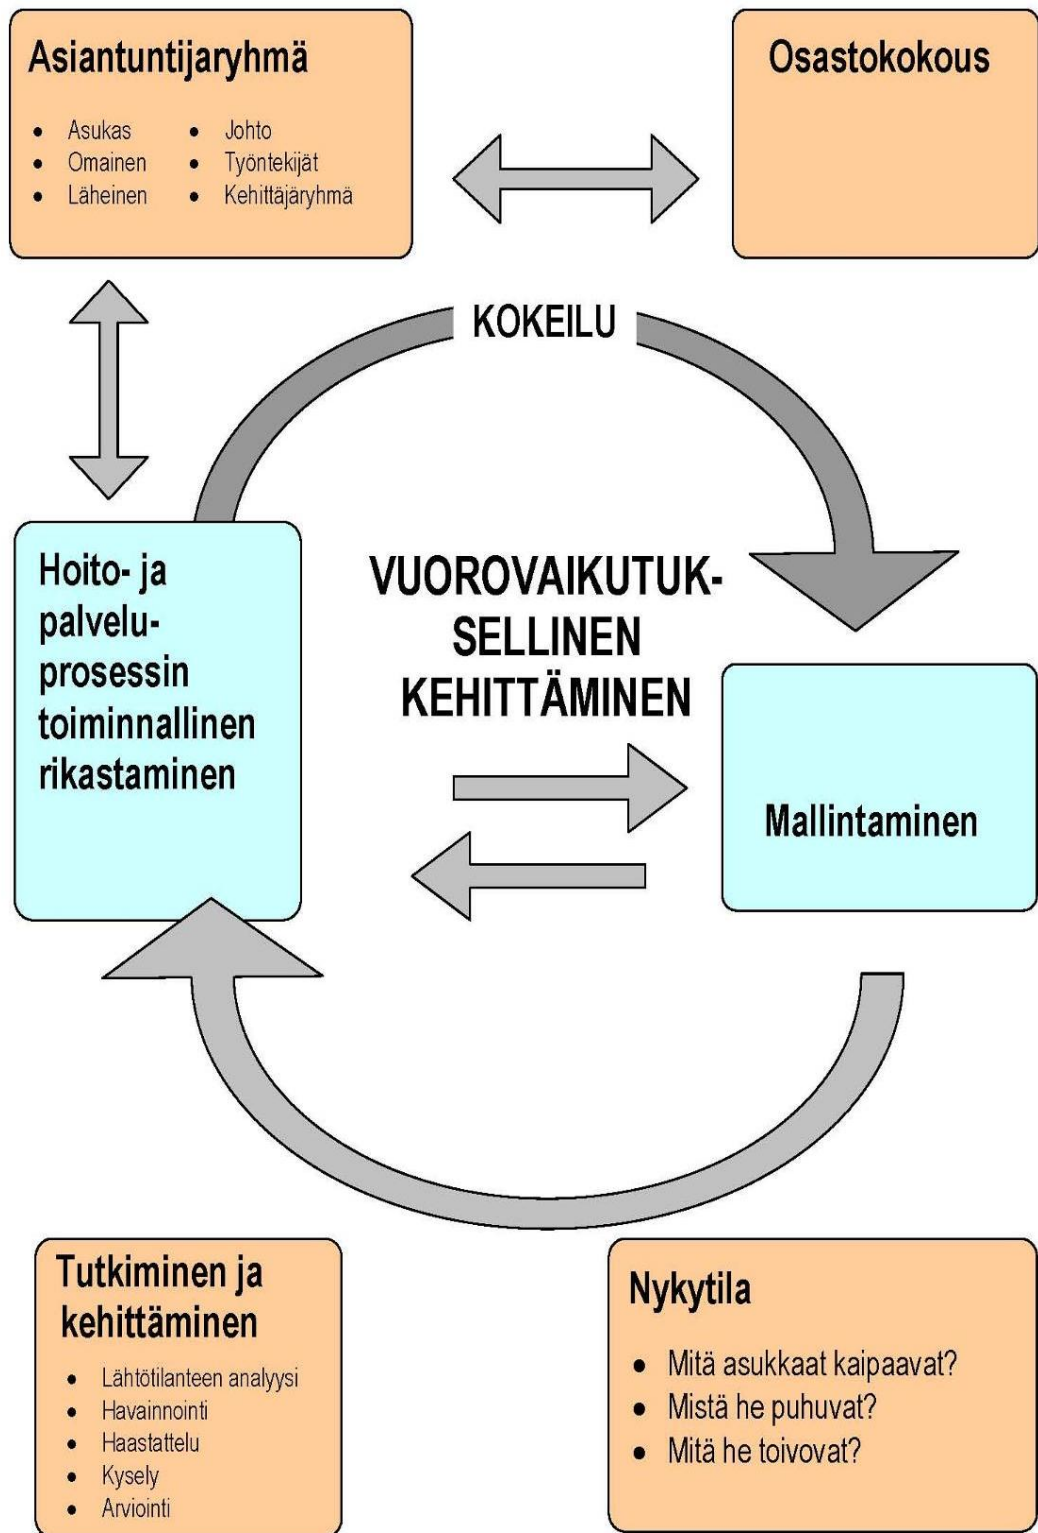 Asiantuntijaryhmä
• Asukas
• Omainen
• Läheinen
• Johto
• Työntekijät
• Kehittäjäryhmä
Osastokokous
KOKEILU
Hoito- ja
palvelu-
prosessin
toiminnallinen
rikastaminen
VUOROVAIKUTUK-
SELLINEN
KEHITTÄMINEN
Mallintaminen
Tutkiminen ja
kehittäminen
• Lähtötilanteen analyysi
• Havainnointi
• Haastattelu
• Kysely
• Arviointi
Nykytila
• Mitä asukkaat kaipaavat?
• Mistä he puhuvat?
• Mitä he toivovat?